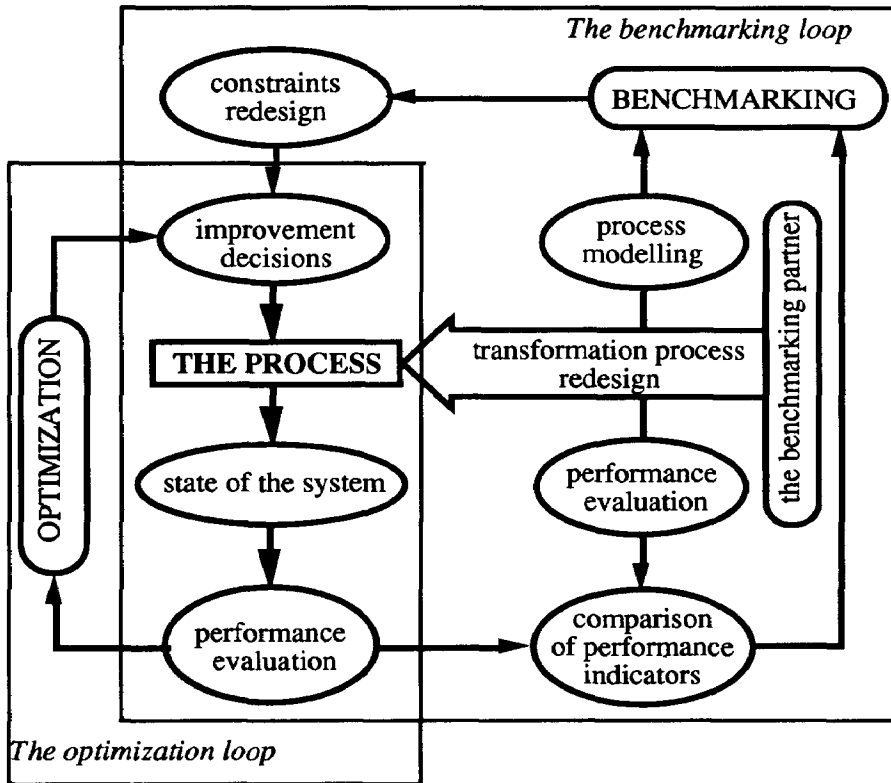 The benchmarking loop
constraints
redesign
BENCHMARKING
improvement
decisions
process
modelling
the benchmarking partner
OPTIMIZATION
THE PROCESS
transformation process
redesign
state of the system
performance
evaluation
performance
evaluation
comparison
of performance
indicators
The optimization loop